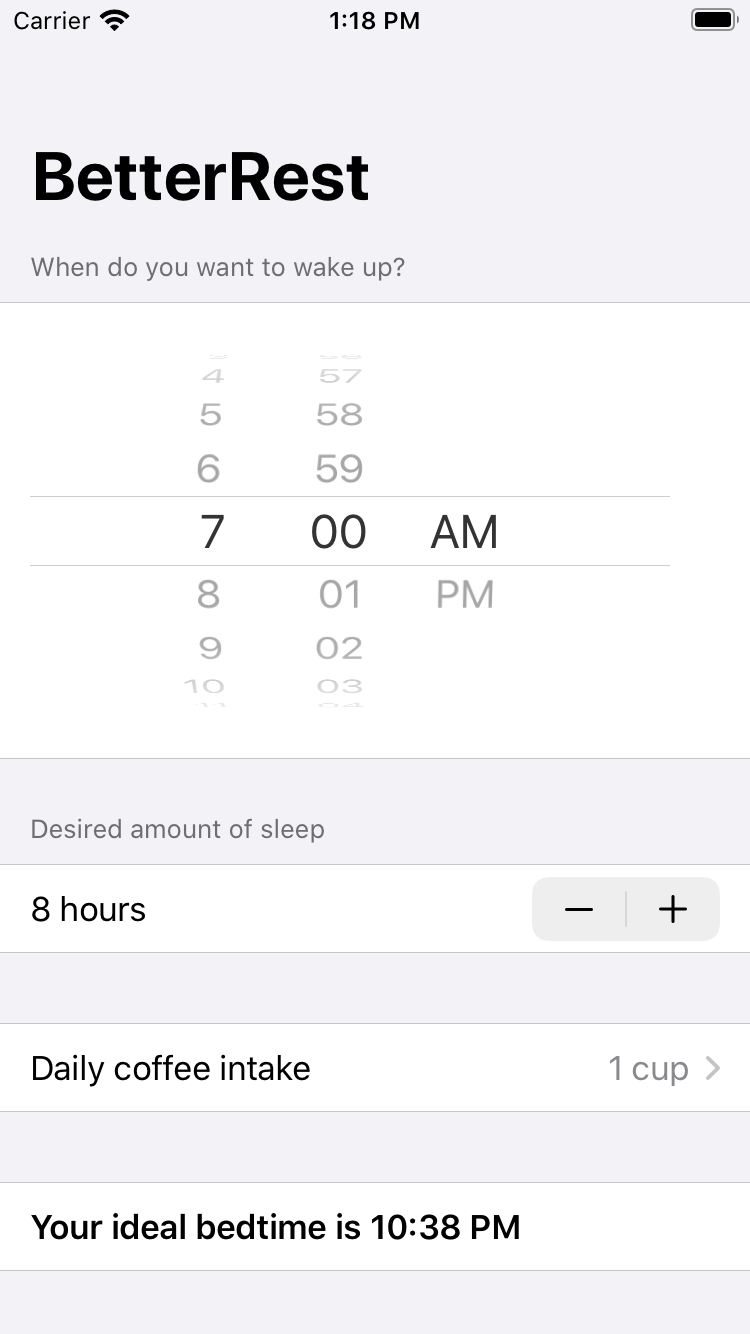 Carrier 1:18 PM
BetterRest
When do you want to wake up?
4 57
5 58
6 59
7 00 AM
8 01 PM
9 02
10 03
Desired amount of sleep
8 hours − +
Daily coffee intake 1 cup
Your ideal bedtime is 10:38 PM